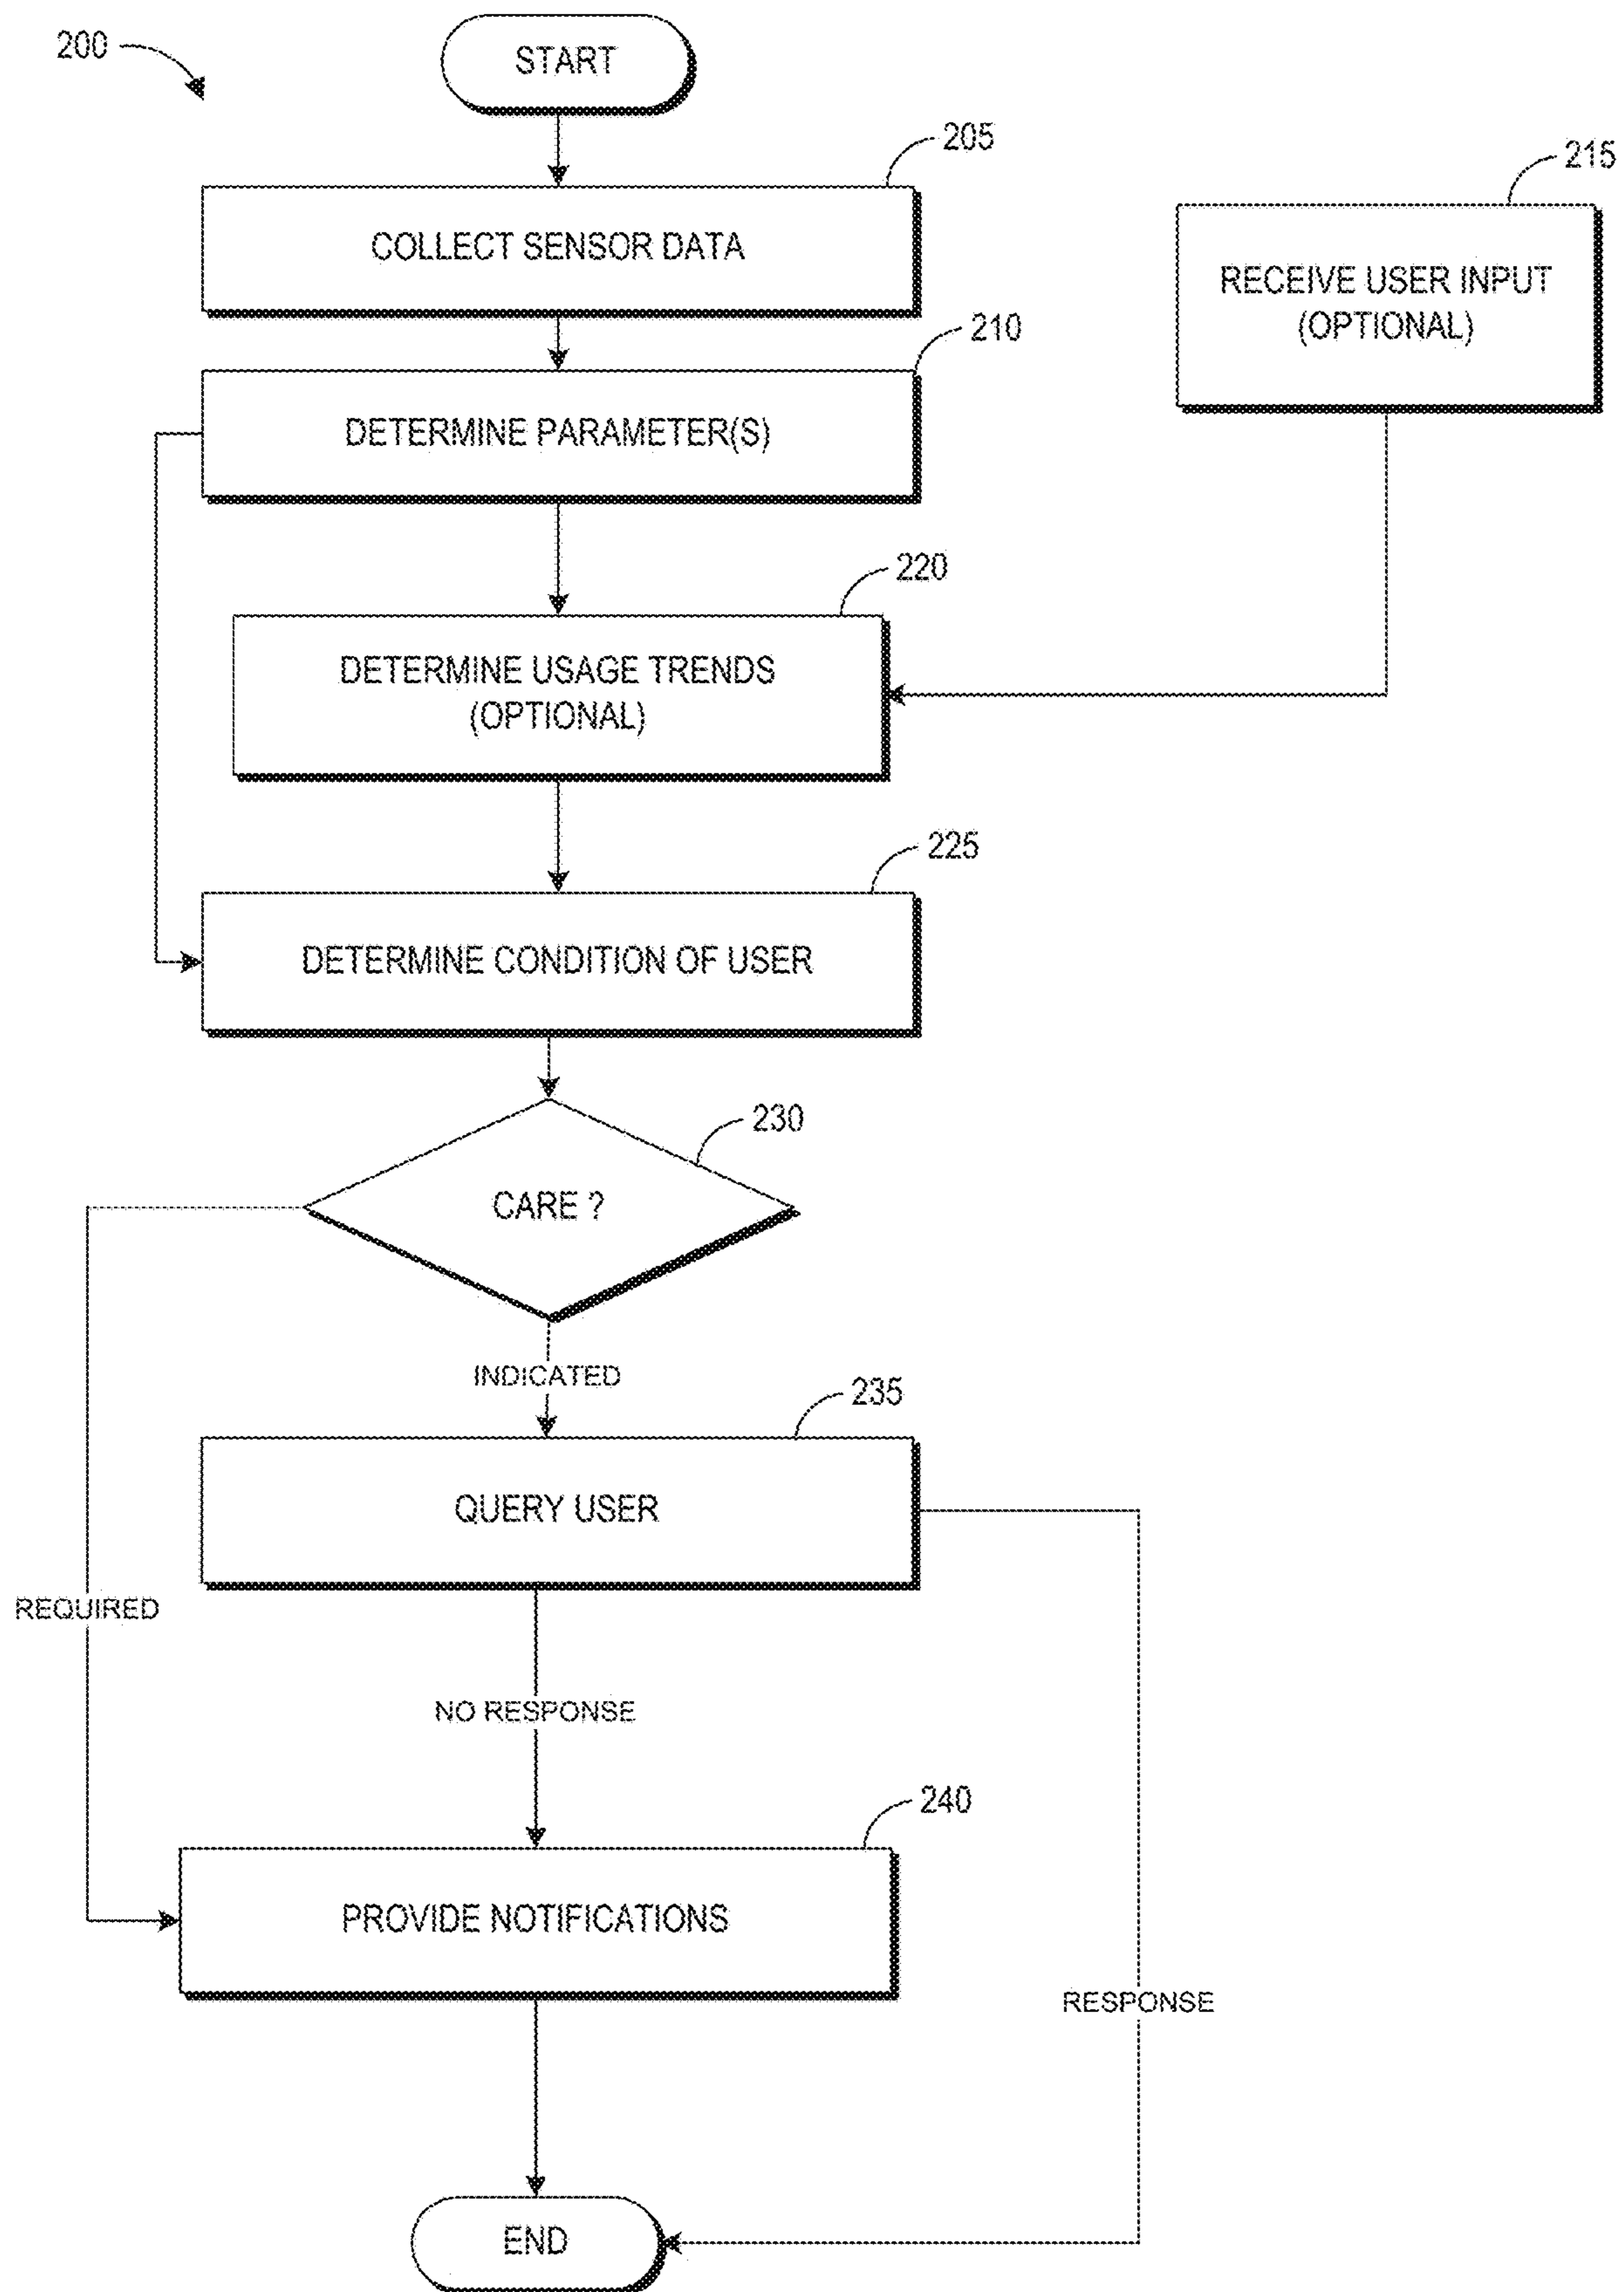 200
START
205
COLLECT SENSOR DATA
215
RECEIVE USER INPUT
(OPTIONAL)
210
DETERMINE PARAMETER(S)
220
DETERMINE USAGE TRENDS
(OPTIONAL)
225
DETERMINE CONDITION OF USER
230
CARE ?
INDICATED
235
QUERY USER
REQUIRED
NO RESPONSE
240
PROVIDE NOTIFICATIONS
RESPONSE
END